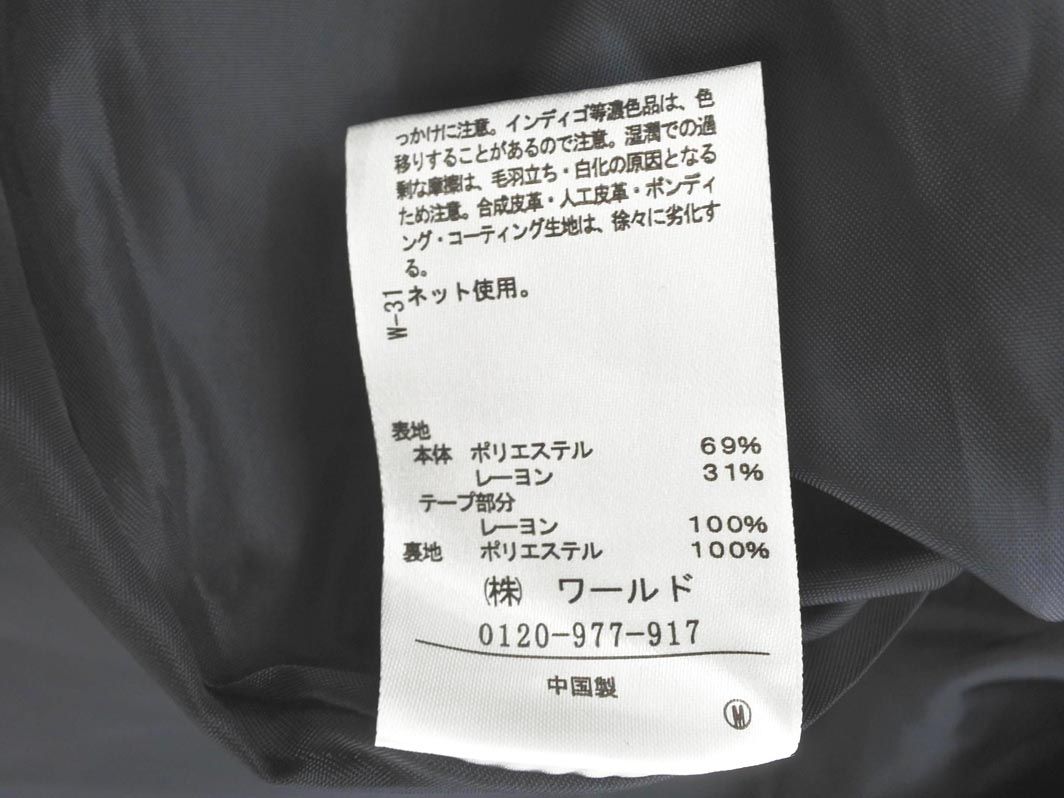 っかけに注意。インディゴ等濃色品は、色
移りすることがあるので注意。湿潤での過
剰な摩擦は、毛羽立ち・白化の原因となる
ため注意。合成皮革・人工皮革・ボンディ
ング・コーティング生地は、徐々に劣化す
る。
ネット使用。
W-31
表地
本体 ポリエステル 69%
レーヨン 31%
テープ部分
レーヨン 100%
裏地 ポリエステル 100%
㈱ ワールド
0120-977-917
中国製
Ⓜ